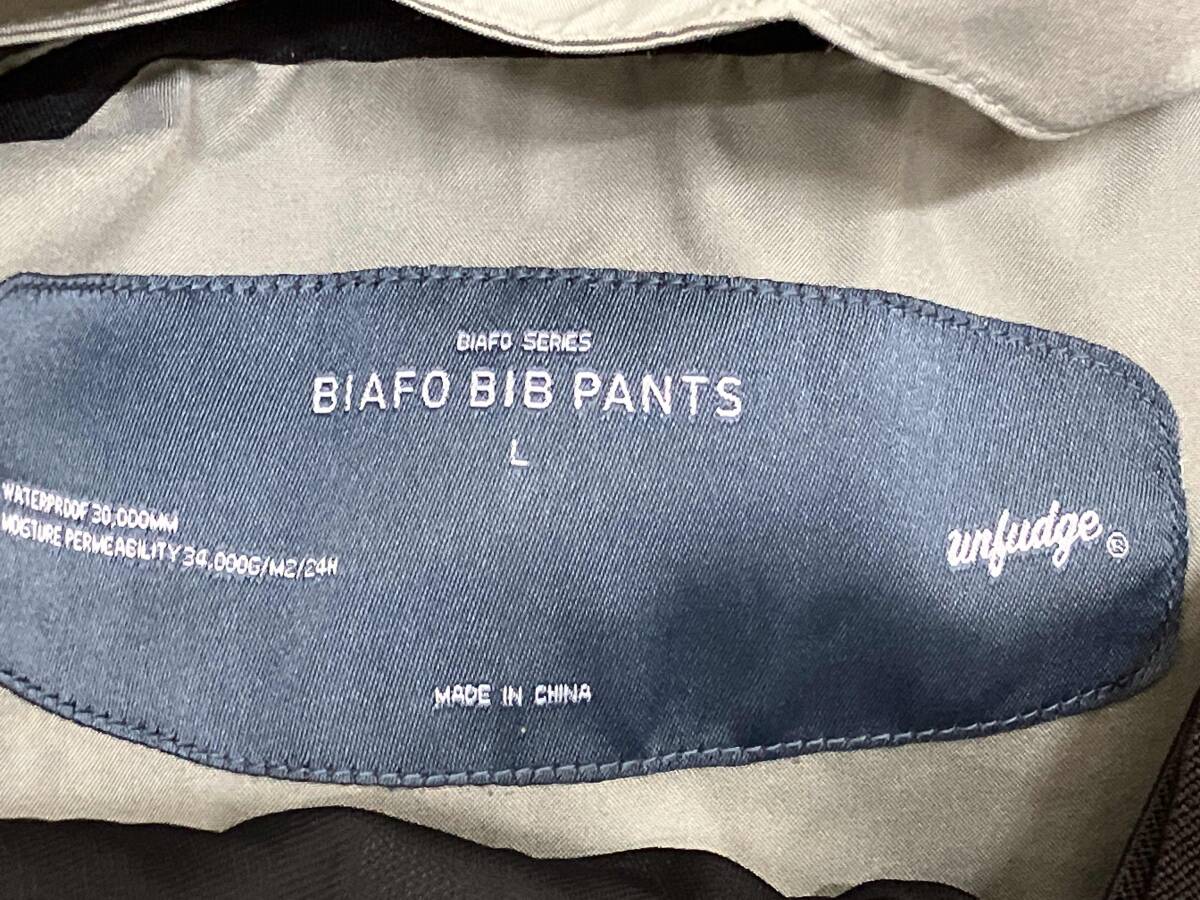 BIAFO SERIES
BIAFO BIB PANTS
L
WATERPROOF 30,000MM
MOISTURE PERMEABILITY 34,000G/M2/24H
unfudge®
MADE IN CHINA